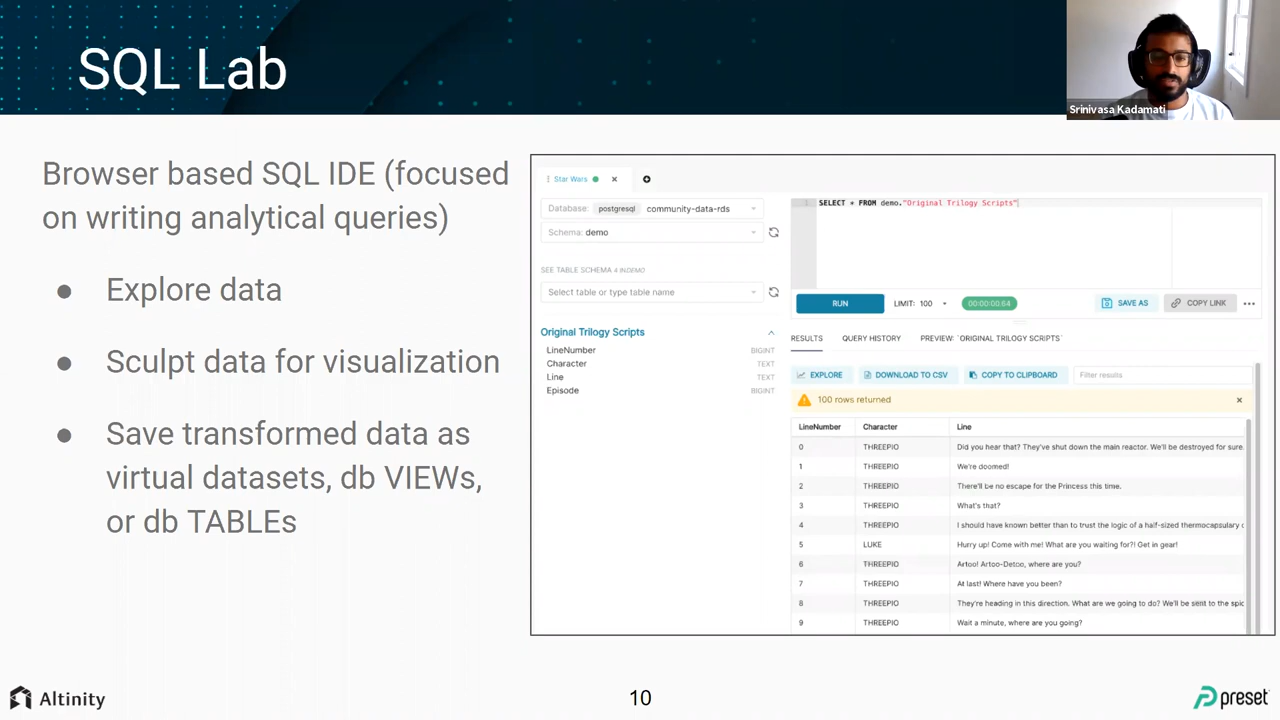 SQL Lab
Srinivasa Kadamati
Browser based SQL IDE (focused
on writing analytical queries)
● Explore data
● Sculpt data for visualization
● Save transformed data as
virtual datasets, db VIEWs,
or db TABLEs
Star Wars
Database: postgresql community-data-rds
Schema: demo
SEE TABLE SCHEMA 4 IN DEMO
Select table or type table name
Original Trilogy Scripts
LineNumber BIGINT
Character TEXT
Line TEXT
Episode BIGINT
1 SELECT * FROM demo."Original Trilogy Scripts"
RUN LIMIT: 100 00:00:00:64 SAVE AS COPY LINK
RESULTS QUERY HISTORY PREVIEW: `ORIGINAL TRILOGY SCRIPTS`
EXPLORE DOWNLOAD TO CSV COPY TO CLIPBOARD Filter results
100 rows returned
LineNumber Character Line
0 THREEPIO Did you hear that? They've shut down the main reactor. We'll be destroyed for sure.
1 THREEPIO We're doomed!
2 THREEPIO There'll be no escape for the Princess this time.
3 THREEPIO What's that?
4 THREEPIO I should have known better than to trust the logic of a half-sized thermocapsulary
5 LUKE Hurry up! Come with me! What are you waiting for?! Get in gear!
6 THREEPIO Artoo! Artoo-Detoo, where are you?
7 THREEPIO At last! Where have you been?
8 THREEPIO They're heading in this direction. What are we going to do? We'll be sent to the spic
9 THREEPIO Wait a minute, where are you going?
Altinity
10
preset